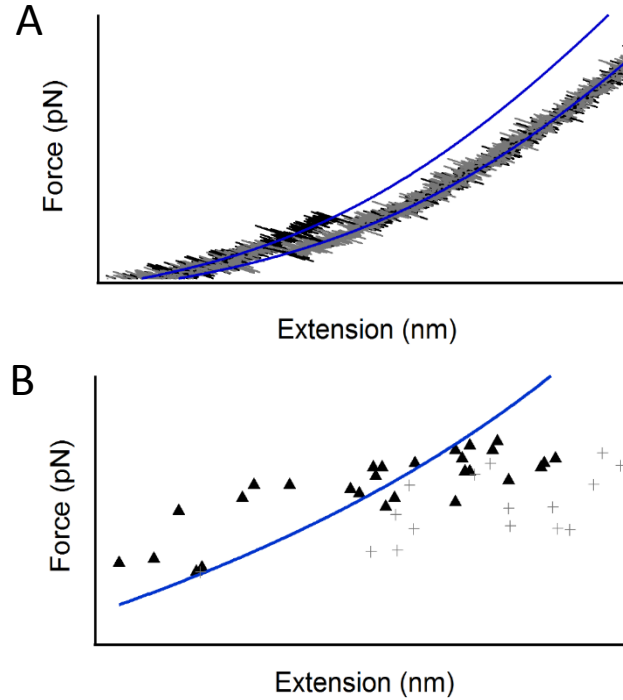 A
Force (pN)
Extension (nm)
B
Force (pN)
Extension (nm)